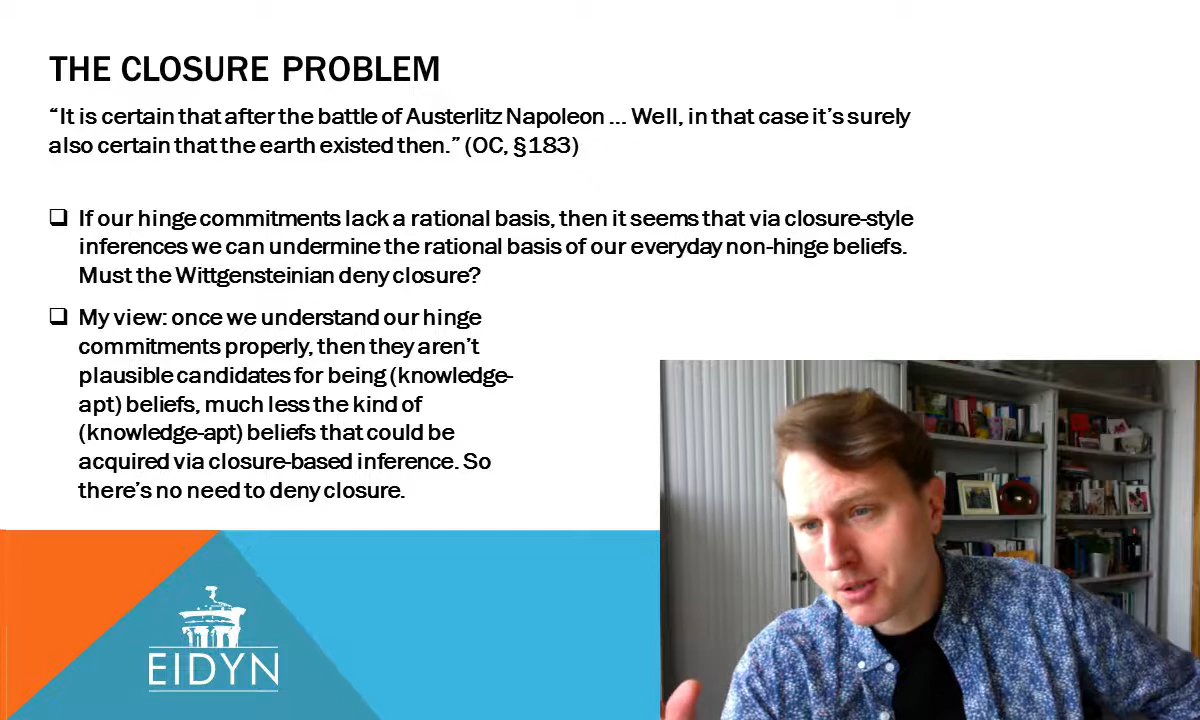 THE CLOSURE PROBLEM
“It is certain that after the battle of Austerlitz Napoleon ... Well, in that case it’s surely
also certain that the earth existed then.” (OC, §183)
If our hinge commitments lack a rational basis, then it seems that via closure-style
inferences we can undermine the rational basis of our everyday non-hinge beliefs.
Must the Wittgensteinian deny closure?
My view: once we understand our hinge
commitments properly, then they aren’t
plausible candidates for being (knowledge-
apt) beliefs, much less the kind of
(knowledge-apt) beliefs that could be
acquired via closure-based inference. So
there’s no need to deny closure.
EIDYN